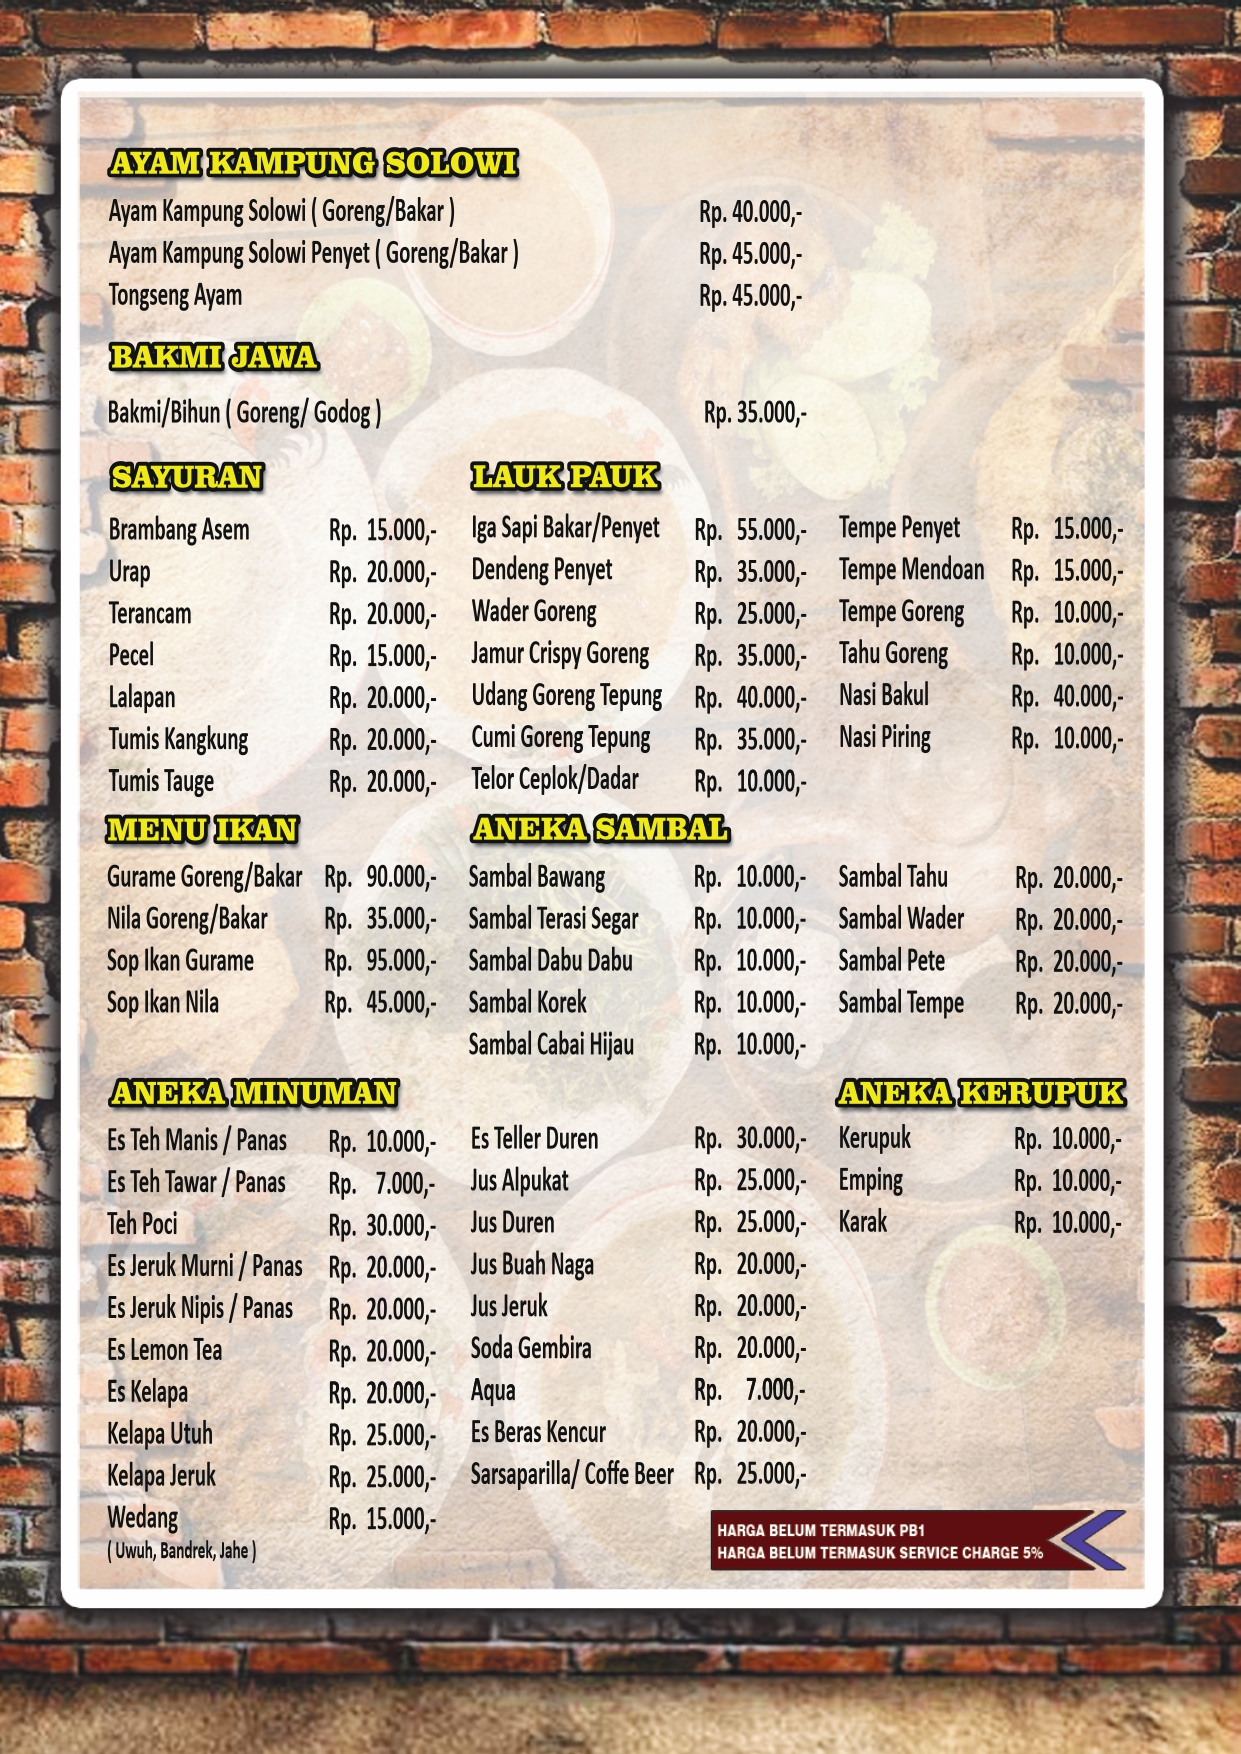 AYAM KAMPUNG SOLOWI
Ayam Kampung Solowi ( Goreng/Bakar ) Rp. 40.000,-
Ayam Kampung Solowi Penyet ( Goreng/Bakar ) Rp. 45.000,-
Tongseng Ayam Rp. 45.000,-
BAKMI JAWA
Bakmi/Bihun ( Goreng/ Godog ) Rp. 35.000,-
SAYURAN
Brambang Asem Rp. 15.000,-
Urap Rp. 20.000,-
Terancam Rp. 20.000,-
Pecel Rp. 15.000,-
Lalapan Rp. 20.000,-
Tumis Kangkung Rp. 20.000,-
Tumis Tauge Rp. 20.000,-
LAUK PAUK
Iga Sapi Bakar/Penyet Rp. 55.000,-
Dendeng Penyet Rp. 35.000,-
Wader Goreng Rp. 25.000,-
Jamur Crispy Goreng Rp. 35.000,-
Udang Goreng Tepung Rp. 40.000,-
Cumi Goreng Tepung Rp. 35.000,-
Telor Ceplok/Dadar Rp. 10.000,-
Tempe Penyet Rp. 15.000,-
Tempe Mendoan Rp. 15.000,-
Tempe Goreng Rp. 10.000,-
Tahu Goreng Rp. 10.000,-
Nasi Bakul Rp. 40.000,-
Nasi Piring Rp. 10.000,-
MENU IKAN
Gurame Goreng/Bakar Rp. 90.000,-
Nila Goreng/Bakar Rp. 35.000,-
Sop Ikan Gurame Rp. 95.000,-
Sop Ikan Nila Rp. 45.000,-
ANEKA SAMBAL
Sambal Bawang Rp. 10.000,-
Sambal Terasi Segar Rp. 10.000,-
Sambal Dabu Dabu Rp. 10.000,-
Sambal Korek Rp. 10.000,-
Sambal Cabai Hijau Rp. 10.000,-
Sambal Tahu Rp. 20.000,-
Sambal Wader Rp. 20.000,-
Sambal Pete Rp. 20.000,-
Sambal Tempe Rp. 20.000,-
ANEKA MINUMAN
Es Teh Manis / Panas Rp. 10.000,-
Es Teh Tawar / Panas Rp. 7.000,-
Teh Poci Rp. 30.000,-
Es Jeruk Murni / Panas Rp. 20.000,-
Es Jeruk Nipis / Panas Rp. 20.000,-
Es Lemon Tea Rp. 20.000,-
Es Kelapa Rp. 20.000,-
Kelapa Utuh Rp. 25.000,-
Kelapa Jeruk Rp. 25.000,-
Wedang Rp. 15.000,-
( Uwuh, Bandrek, Jahe )
Es Teller Duren Rp. 30.000,-
Jus Alpukat Rp. 25.000,-
Jus Duren Rp. 25.000,-
Jus Buah Naga Rp. 20.000,-
Jus Jeruk Rp. 20.000,-
Soda Gembira Rp. 20.000,-
Aqua Rp. 7.000,-
Es Beras Kencur Rp. 20.000,-
Sarsaparilla/ Coffe Beer Rp. 25.000,-
ANEKA KERUPUK
Kerupuk Rp. 10.000,-
Emping Rp. 10.000,-
Karak Rp. 10.000,-
HARGA BELUM TERMASUK PB1
HARGA BELUM TERMASUK SERVICE CHARGE 5%